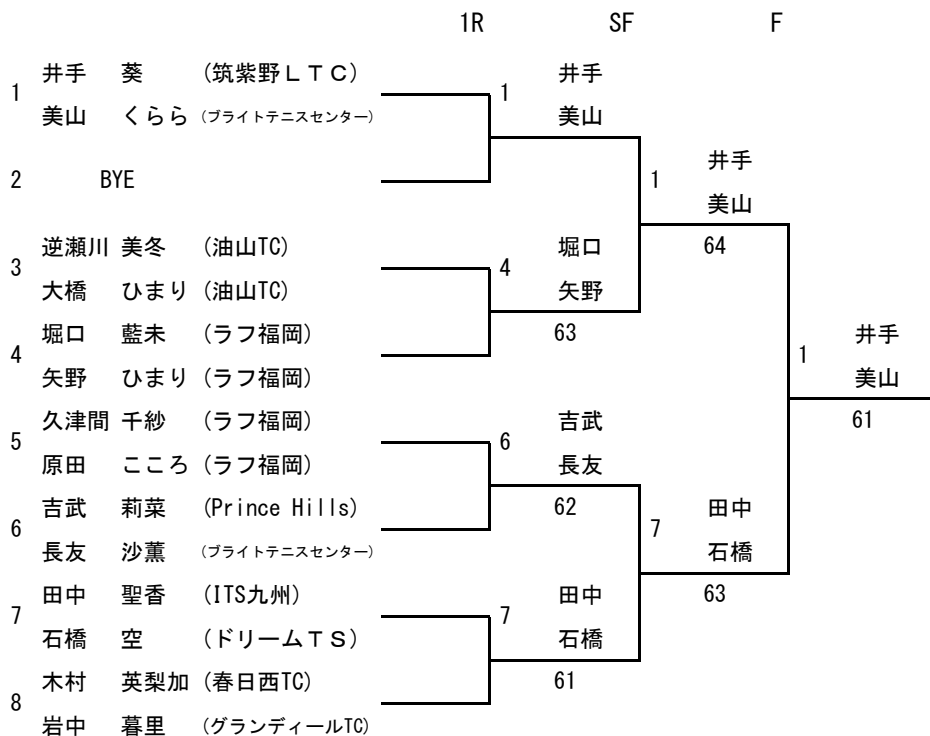 1R SF F
井手 葵 (筑紫野ＬＴＣ) 井手
1 1
美山 くらら (ブライトテニスセンター) 美山
井手
2 BYE 1
美山
逆瀬川 美冬 (油山TC) 堀口 64
3 4
大橋 ひまり (油山TC) 矢野
堀口 藍未 (ラフ福岡) 63 井手
4 1
矢野 ひまり (ラフ福岡) 美山
久津間 千紗 (ラフ福岡) 吉武 61
5 6
原田 こころ (ラフ福岡) 長友
吉武 莉菜 (Prince Hills) 62 田中
6 7
長友 沙薫 (ブライトテニスセンター) 石橋
田中 聖香 (ITS九州) 田中 63
7 7
石橋 空 (ドリームＴＳ) 石橋
木村 英梨加 (春日西TC) 61
8
岩中 暮里 (グランディールTC)